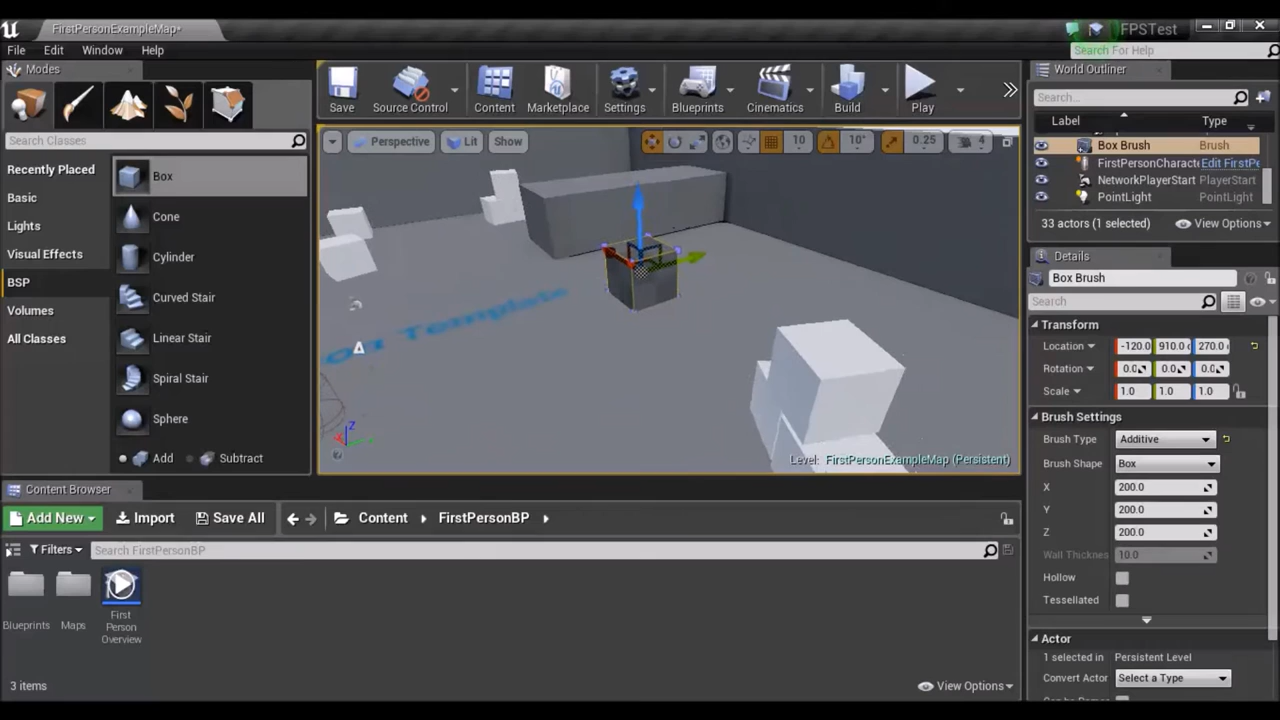 FirstPersonExampleMap*
FPSTest
File Edit Window Help
Search For Help
Modes
Search Classes
Recently Placed
Basic
Lights
Visual Effects
BSP
Volumes
All Classes
Box
Cone
Cylinder
Curved Stair
Linear Stair
Spiral Stair
Sphere
Add Subtract
Save Source Control Content Marketplace Settings Blueprints Cinematics Build Play
Perspective Lit Show
10 10° 0.25 4
on Template
Z
Level: FirstPersonExampleMap (Persistent)
World Outliner
Search...
Label Type
Box Brush Brush
FirstPersonCharacte Edit FirstPe
NetworkPlayerStart PlayerStart
PointLight PointLight
33 actors (1 selected) View Options
Details
Box Brush
Search
Transform
Location -120.0 910.0 270.0
Rotation 0.0 0.0 0.0
Scale 1.0 1.0 1.0
Brush Settings
Brush Type Additive
Brush Shape Box
X 200.0
Y 200.0
Z 200.0
Wall Thicknes 10.0
Hollow
Tessellated
Actor
1 selected in Persistent Level
Convert Actor Select a Type
Content Browser
Add New Import Save All Content FirstPersonBP
Filters Search FirstPersonBP
Blueprints
Maps
First
Person
Overview
3 items
View Options